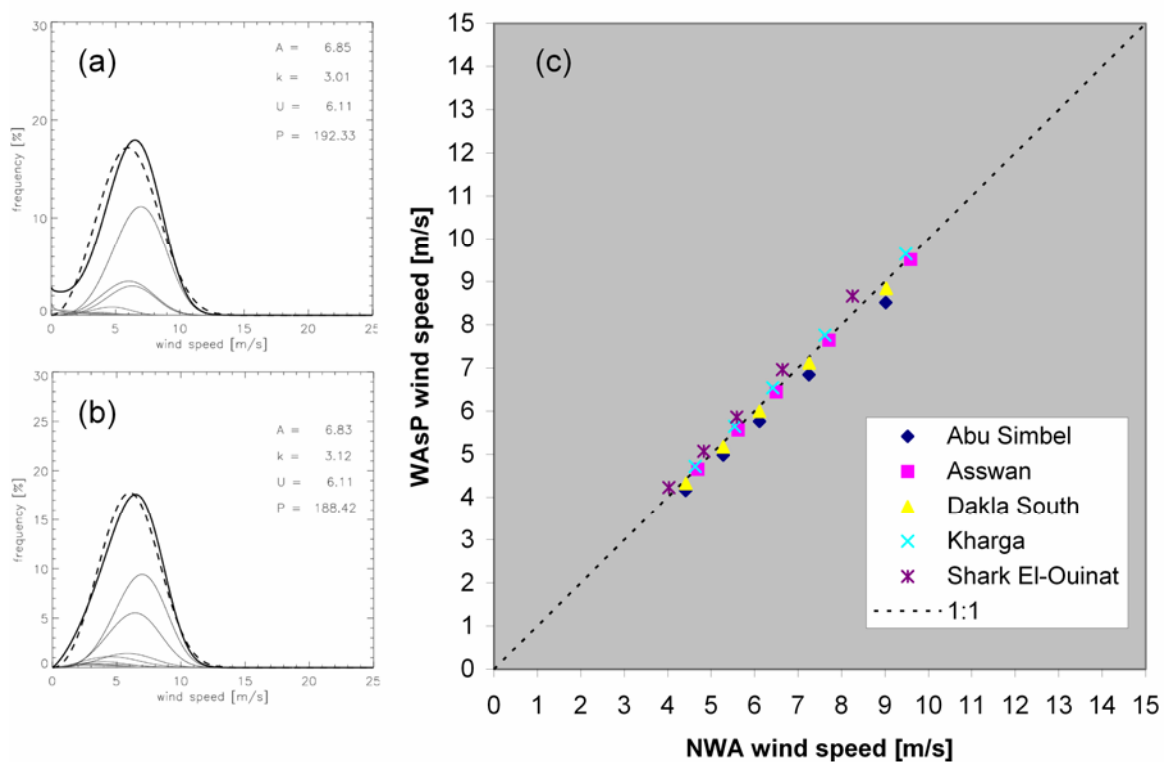 (a)
30
20
10
0
frequency [%]
A = 6.85
k = 3.01
U = 6.11
P = 192.33
0 5 10 15 20 25
wind speed [m/s]
(b)
30
25
20
15
10
5
0
frequency [%]
A = 6.83
k = 3.12
U = 6.11
P = 188.42
0 5 10 15 20 25
wind speed [m/s]
(c)
WAsP wind speed [m/s]
15
14
13
12
11
10
9
8
7
6
5
4
3
2
1
0
Abu Simbel
Asswan
Dakla South
Kharga
Shark El-Ouinat
1:1
0 1 2 3 4 5 6 7 8 9 10 11 12 13 14 15
NWA wind speed [m/s]